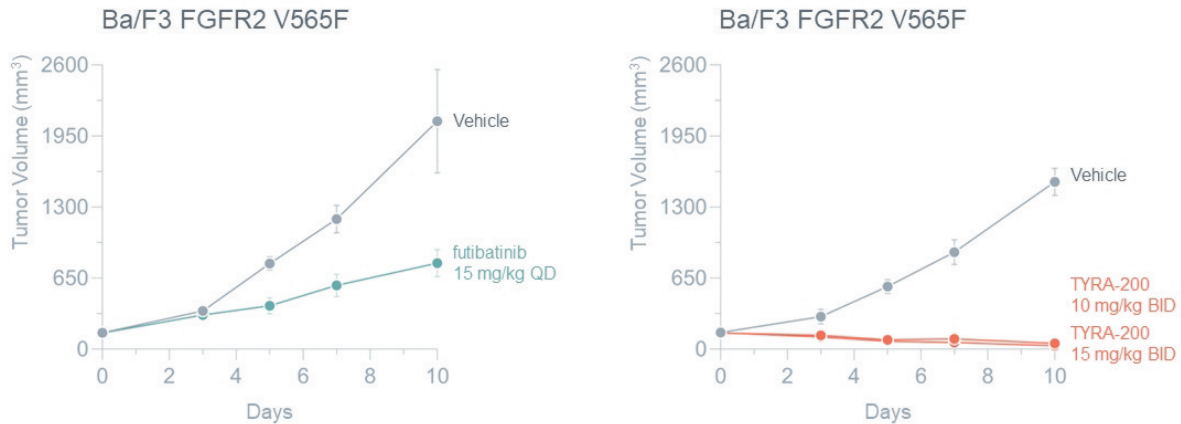 Ba/F3 FGFR2 V565F
Tumor Volume (mm³)
2600
1950
1300
650
0
0 2 4 6 8 10
Days
Vehicle
futibatinib
15 mg/kg QD
Ba/F3 FGFR2 V565F
Tumor Volume (mm³)
2600
1950
1300
650
0
0 2 4 6 8 10
Days
Vehicle
TYRA-200
10 mg/kg BID
TYRA-200
15 mg/kg BID